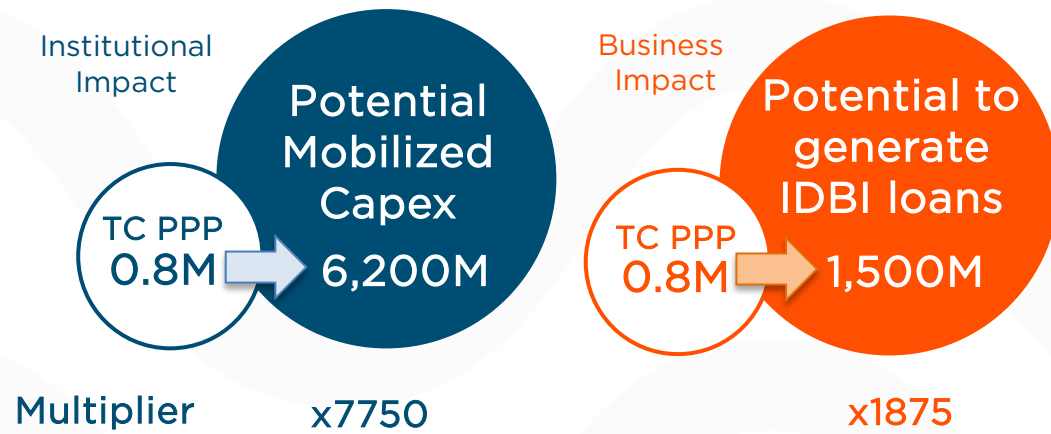 Institutional
Impact
Potential
Mobilized
Capex
TC PPP
0.8M
6,200M
Business
Impact
Potential to
generate
IDBI loans
TC PPP
0.8M
1,500M
Multiplier
x7750
x1875